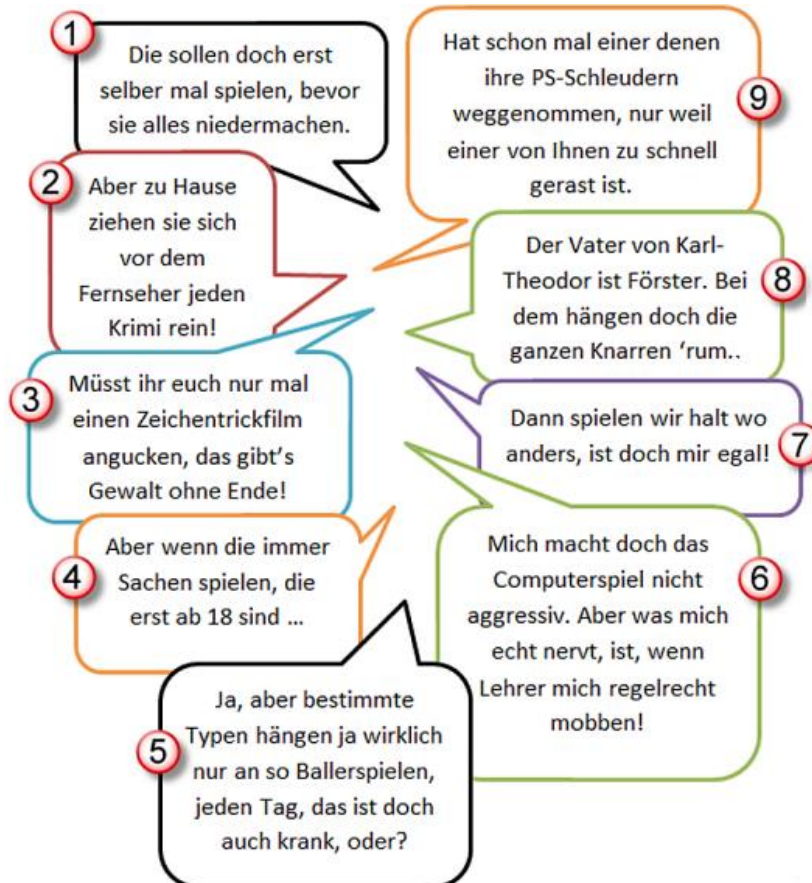 1
Die sollen doch erst
selber mal spielen, bevor
sie alles niedermachen.
2
Aber zu Hause
ziehen sie sich
vor dem
Fernseher jeden
Krimi rein!
3
Müsst ihr euch nur mal
einen Zeichentrickfilm
angucken, das gibt's
Gewalt ohne Ende!
4
Aber wenn die immer
Sachen spielen, die
erst ab 18 sind ...
5
Ja, aber bestimmte
Typen hängen ja wirklich
nur an so Ballerspielen,
jeden Tag, das ist doch
auch krank, oder?
6
Mich macht doch das
Computerspiel nicht
aggressiv. Aber was mich
echt nervt, ist, wenn
Lehrer mich regelrecht
mobben!
7
Dann spielen wir halt wo
anders, ist doch mir egal!
8
Der Vater von Karl-
Theodor ist Förster. Bei
dem hängen doch die
ganzen Knarren ‘rum..
9
Hat schon mal einer denen
ihre PS-Schleudern
weggenommen, nur weil
einer von Ihnen zu schnell
gerast ist.